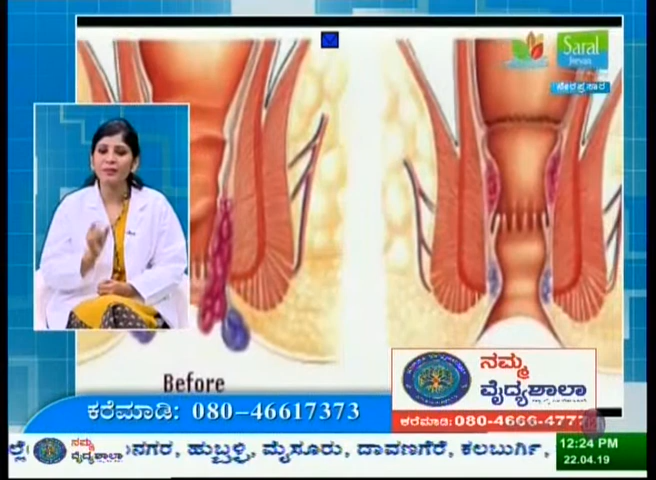 Saral
Jeevan
ನೇರಪ್ರಸಾರ
Before
ನಮ್ಮ
ವೈದ್ಯಶಾಲಾ
ಕರೆಮಾಡಿ: 080-46617373
ಕರೆಮಾಡಿ: 080-4666-477
ನಮ್ಮ
ವೈದ್ಯಶಾಲಾ
ನಗರ, ಹುಬ್ಬಳ್ಳಿ, ಮೈಸೂರು, ದಾವಣಗೆರೆ, ಕಲಬುರ್ಗಿ,
12:24 PM
22.04.19